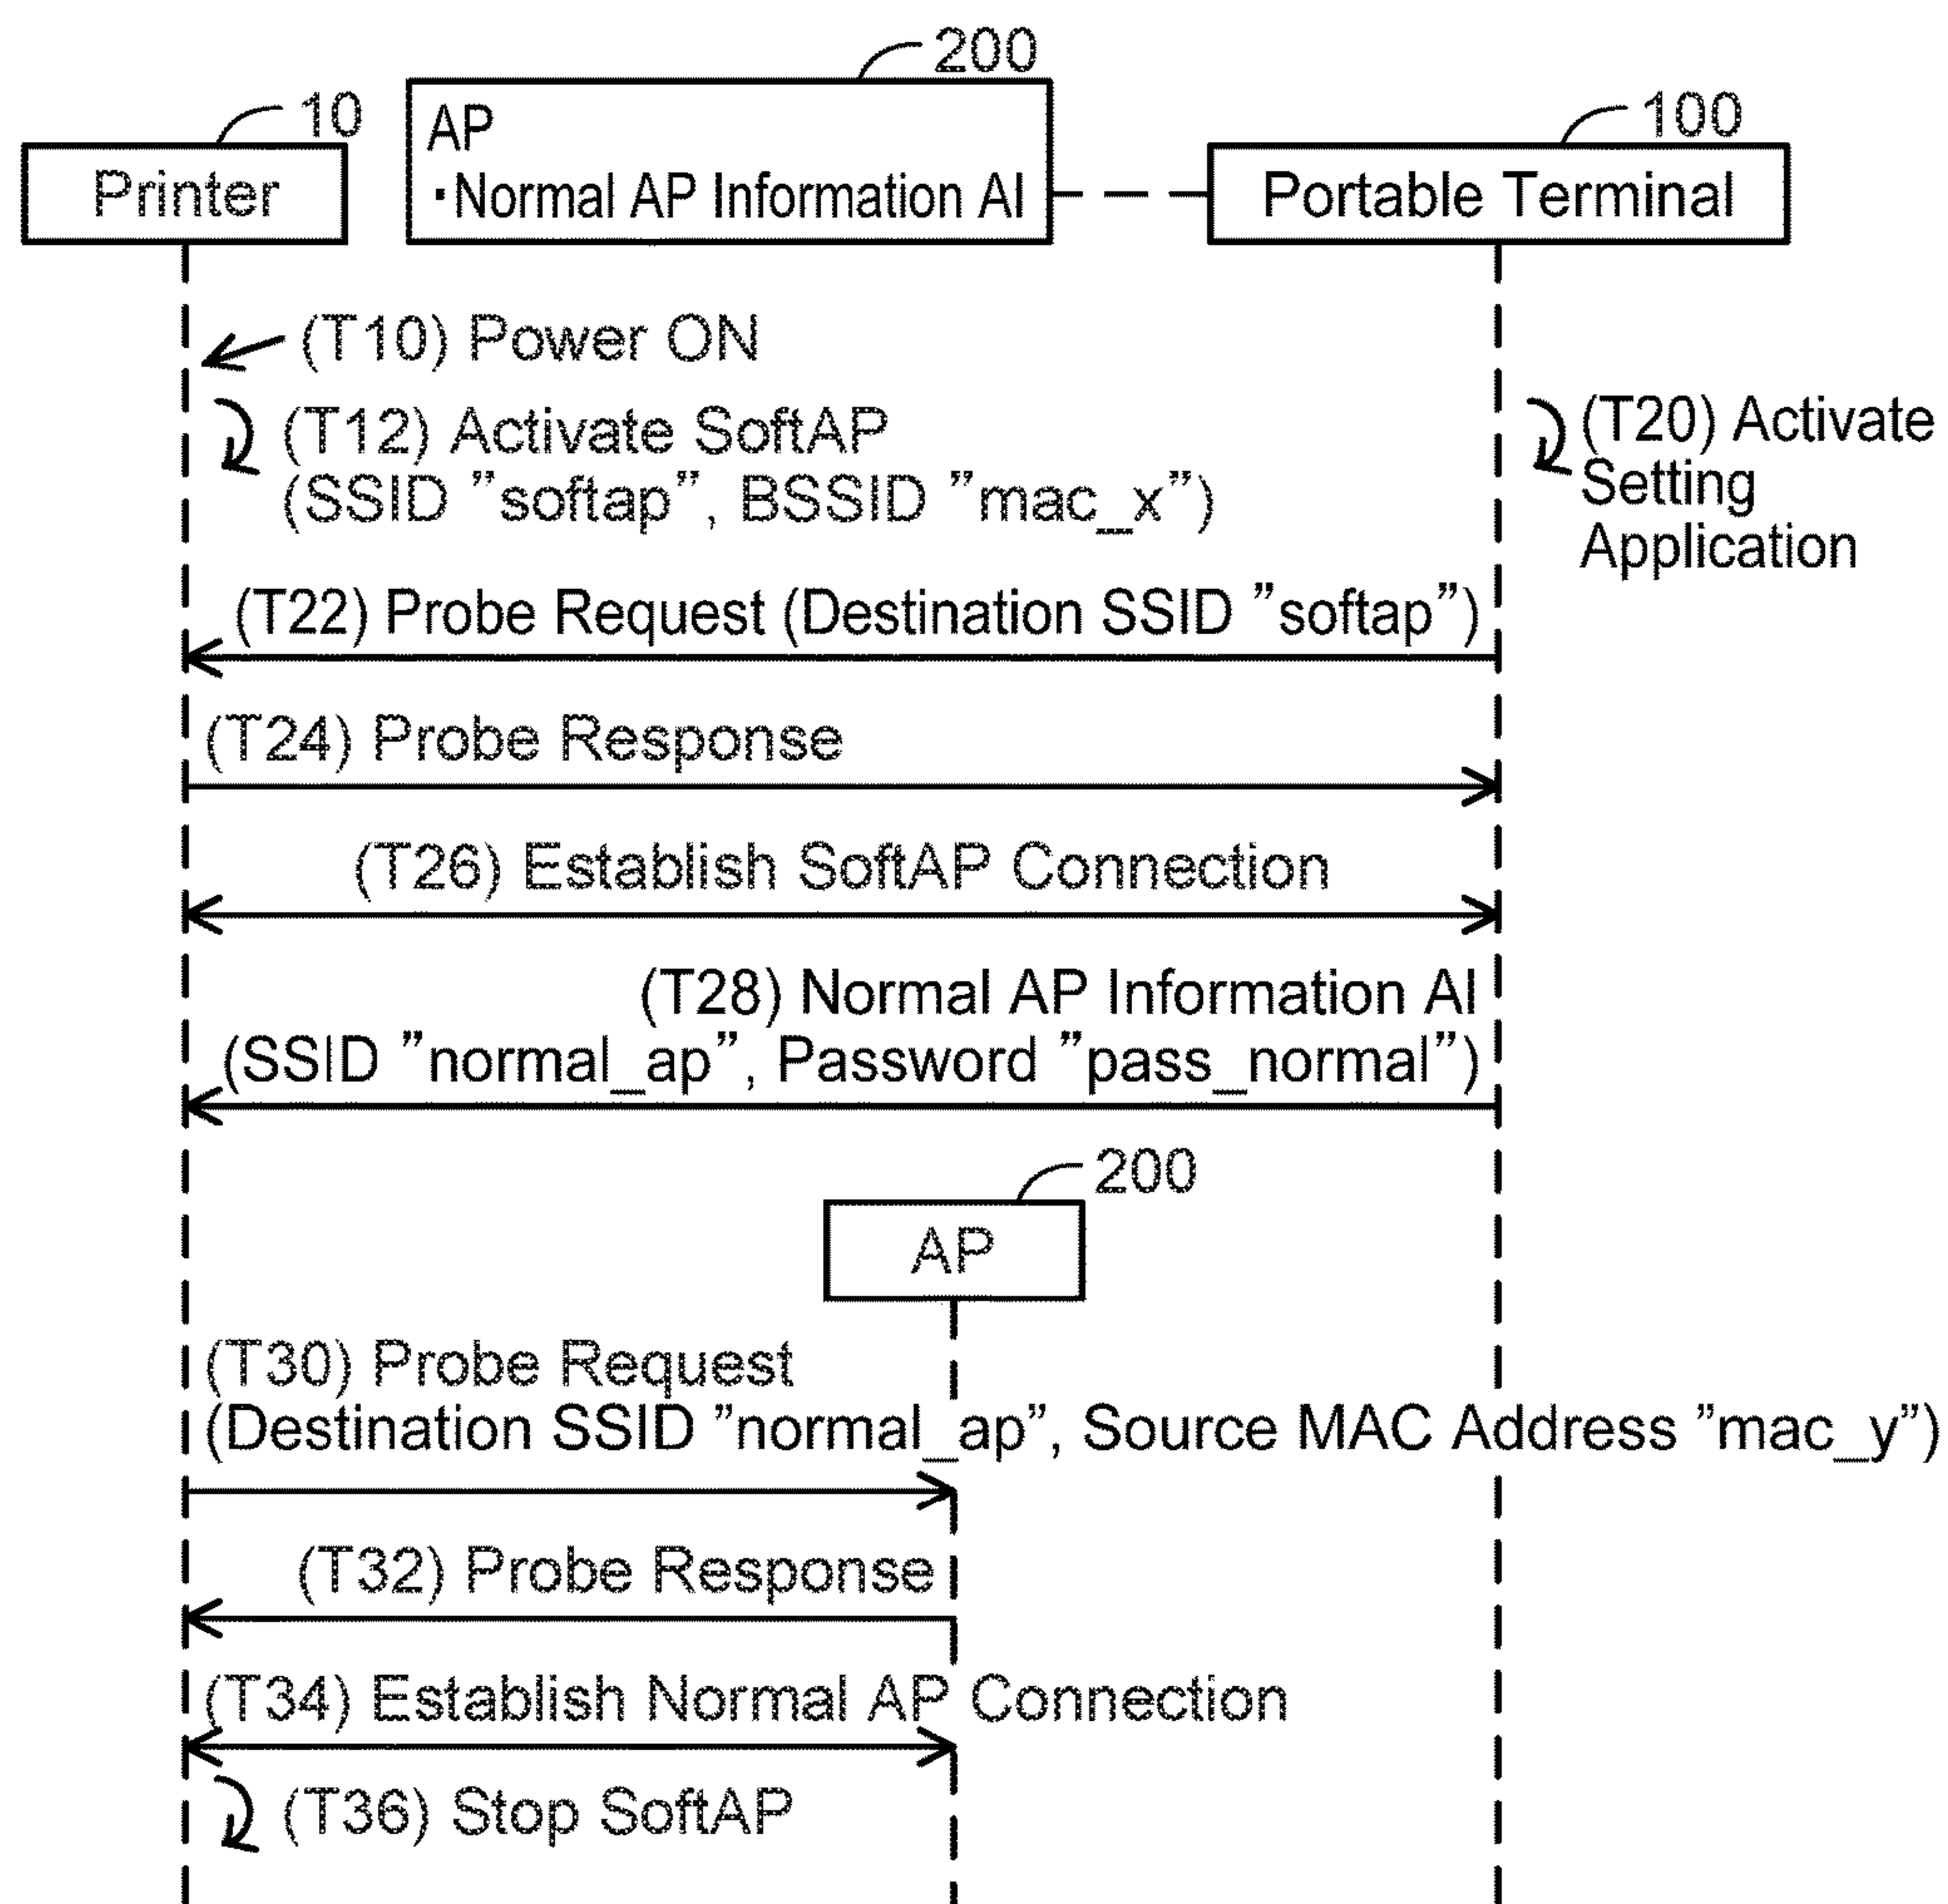 200
10
100
AP
·Normal AP Information AI
Printer
Portable Terminal
(T10) Power ON
(T12) Activate SoftAP
(SSID ”softap”, BSSID ”mac_x”)
(T20) Activate
Setting
Application
(T22) Probe Request (Destination SSID ”softap”)
(T24) Probe Response
(T26) Establish SoftAP Connection
(T28) Normal AP Information AI
(SSID ”normal_ap”, Password ”pass_normal”)
200
AP
(T30) Probe Request
(Destination SSID ”normal_ap”, Source MAC Address ”mac_y”)
(T32) Probe Response
(T34) Establish Normal AP Connection
(T36) Stop SoftAP